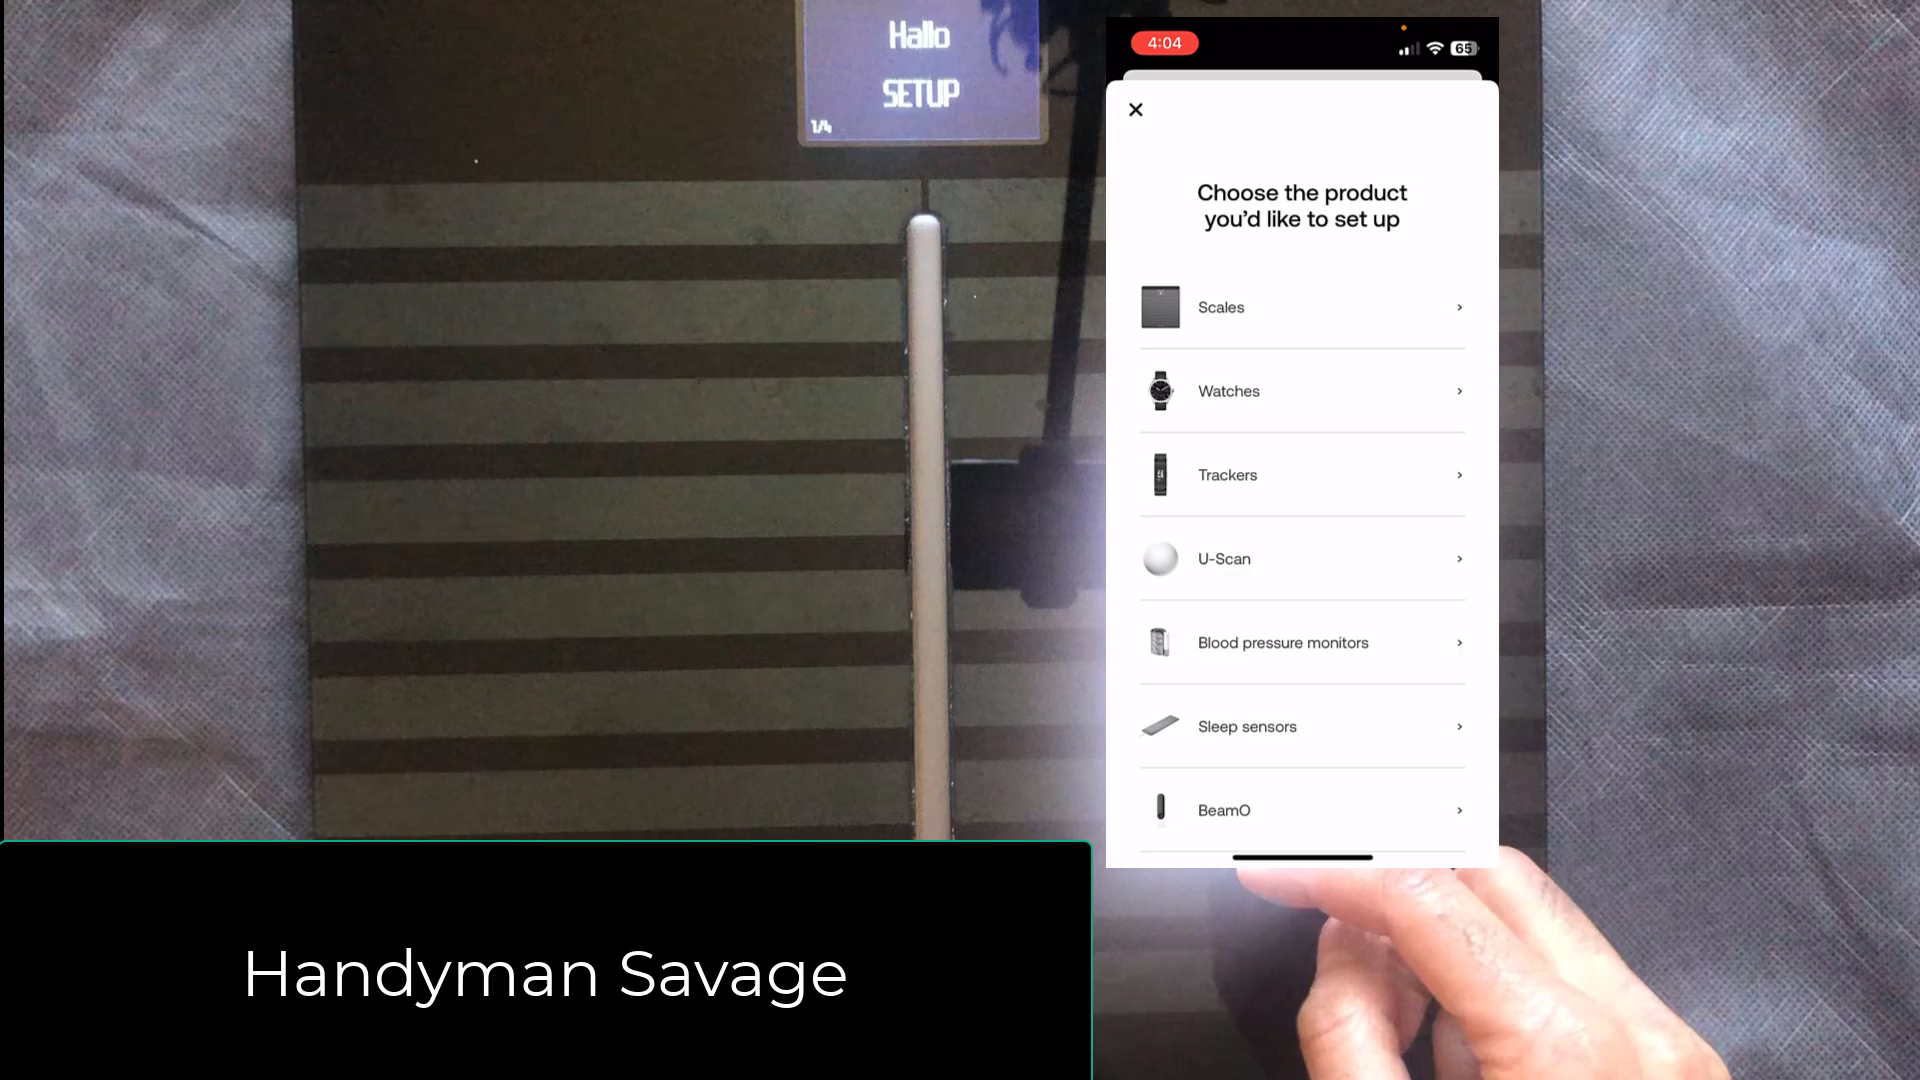 Hallo
SETUP
1/4
4:04
65
Choose the product
you’d like to set up
Scales
Watches
Trackers
U-Scan
Blood pressure monitors
Sleep sensors
BeamO
Handyman Savage